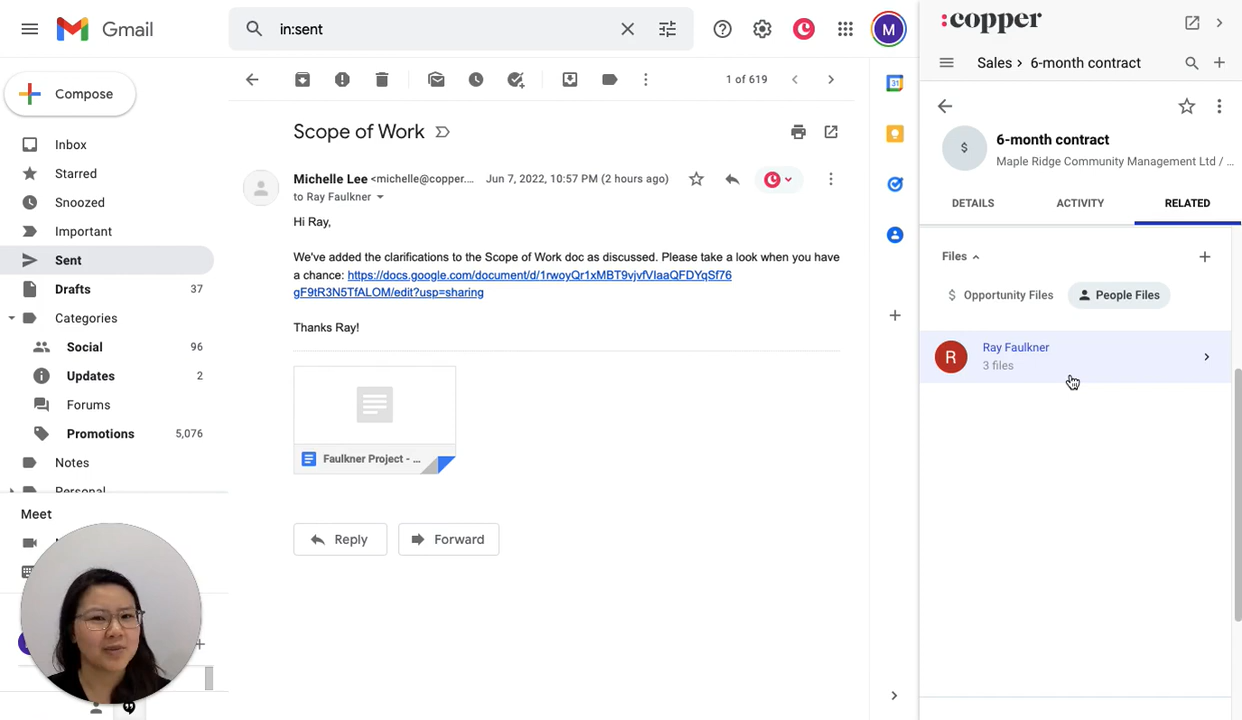 Gmail
in:sent
M
:copper
Sales › 6-month contract
Compose
1 of 619
Inbox
Starred
Snoozed
Important
Sent
Drafts 37
Categories
Social 96
Updates 2
Forums
Promotions 5,076
Notes
Personal
Meet
Scope of Work
Michelle Lee <michelle@copper.... Jun 7, 2022, 10:57 PM (2 hours ago)
to Ray Faulkner
Hi Ray,
We've added the clarifications to the Scope of Work doc as discussed. Please take a look when you have
a chance: https://docs.google.com/document/d/1rwoyQr1xMBT9vjvfVIaaQFDYqSf76
gF9tR3N5TfALOM/edit?usp=sharing
Thanks Ray!
Faulkner Project - ...
Reply
Forward
31
$
6-month contract
Maple Ridge Community Management Ltd / ...
DETAILS
ACTIVITY
RELATED
Files
$ Opportunity Files
People Files
R
Ray Faulkner
3 files